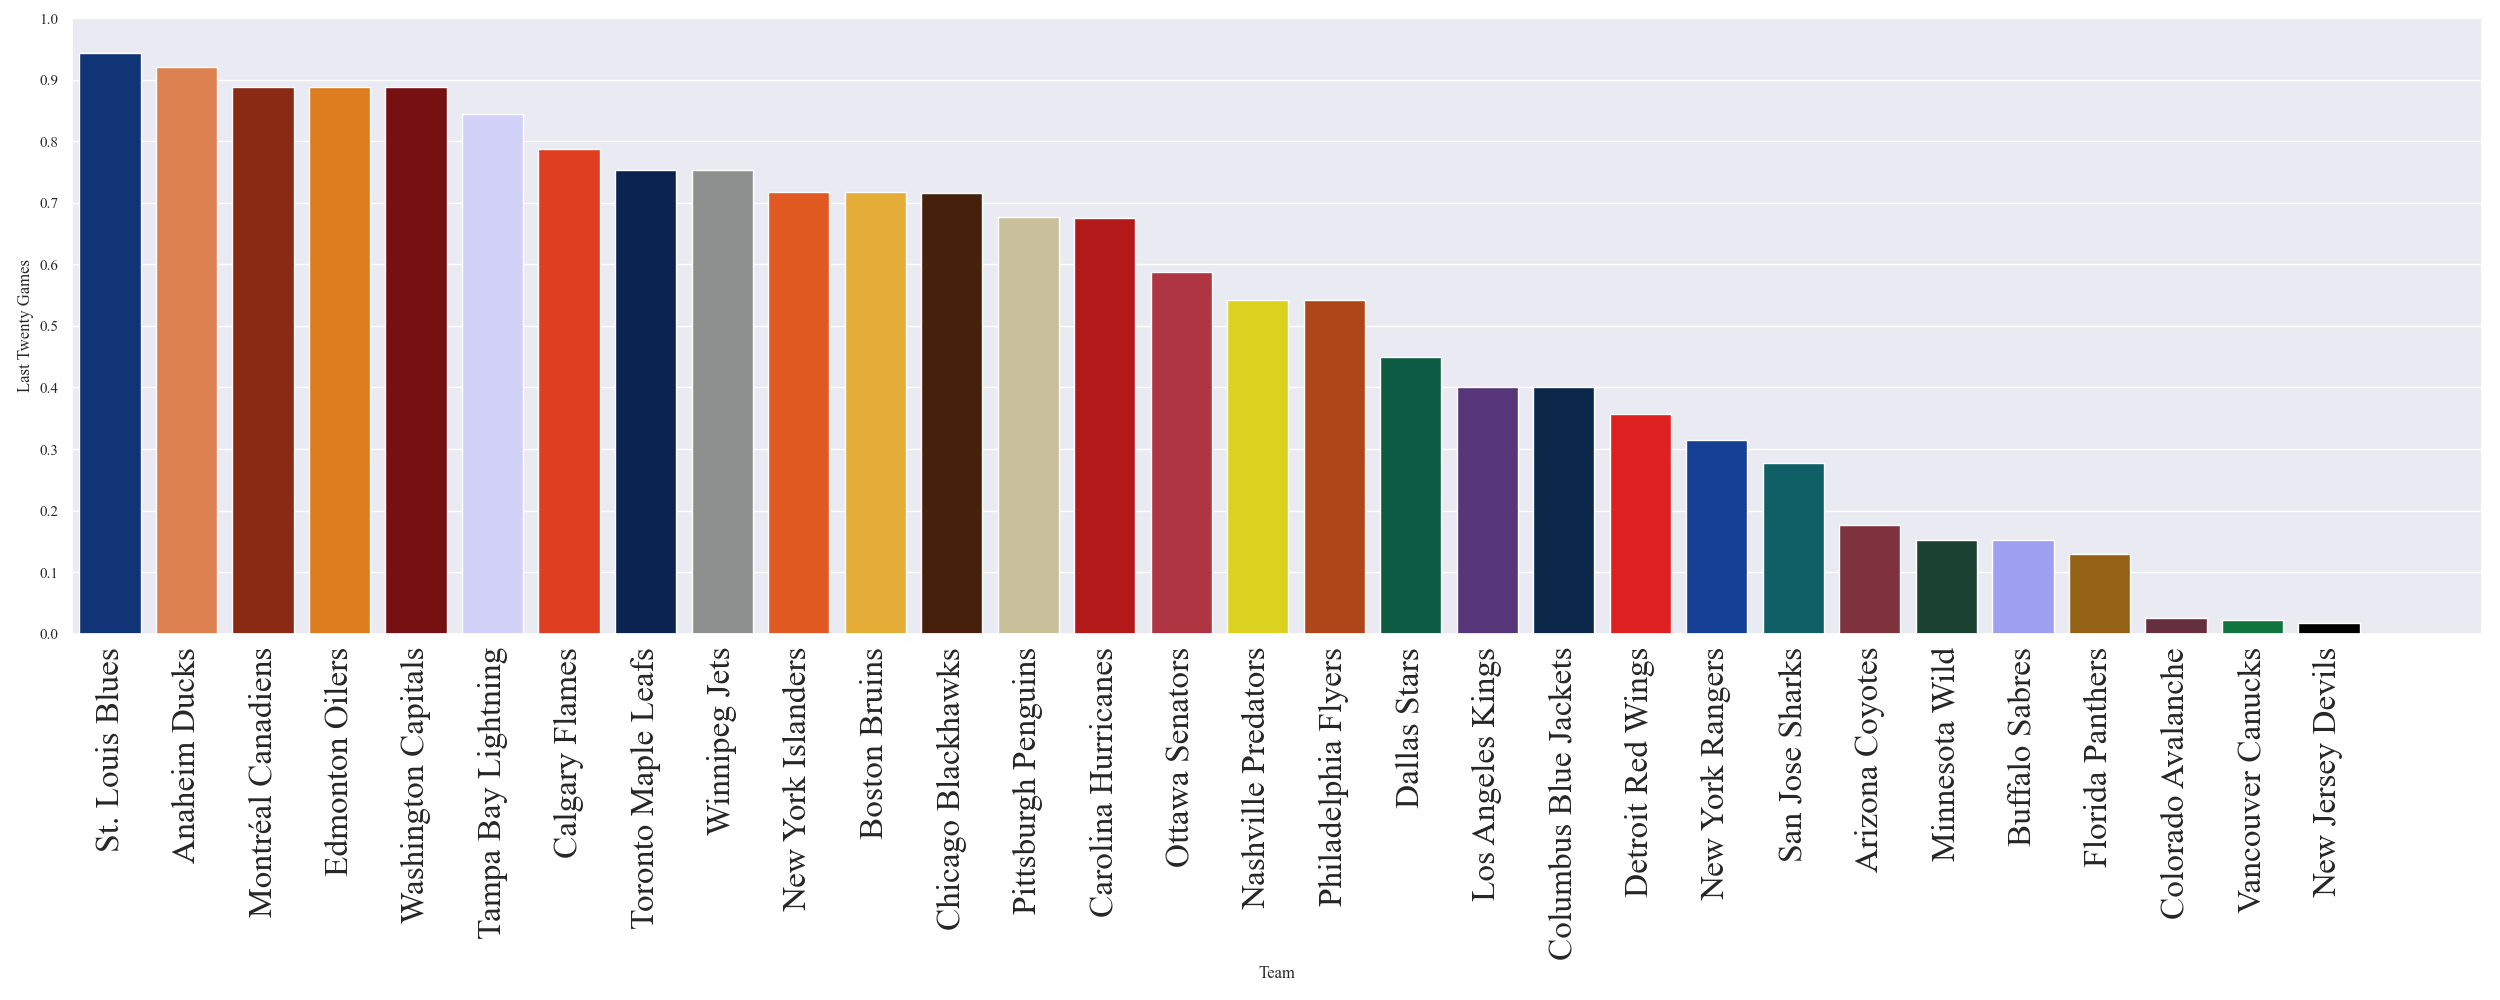 1.0
0.9
0.8
0.7
0.6
0.5
0.4
0.3
0.2
0.1
0.0
Last Twenty Games
St. Louis Blues
Anaheim Ducks
Montréal Canadiens
Edmonton Oilers
Washington Capitals
Tampa Bay Lightning
Calgary Flames
Toronto Maple Leafs
Winnipeg Jets
New York Islanders
Boston Bruins
Chicago Blackhawks
Pittsburgh Penguins
Carolina Hurricanes
Ottawa Senators
Nashville Predators
Philadelphia Flyers
Dallas Stars
Los Angeles Kings
Columbus Blue Jackets
Detroit Red Wings
New York Rangers
San Jose Sharks
Arizona Coyotes
Minnesota Wild
Buffalo Sabres
Florida Panthers
Colorado Avalanche
Vancouver Canucks
New Jersey Devils
Team